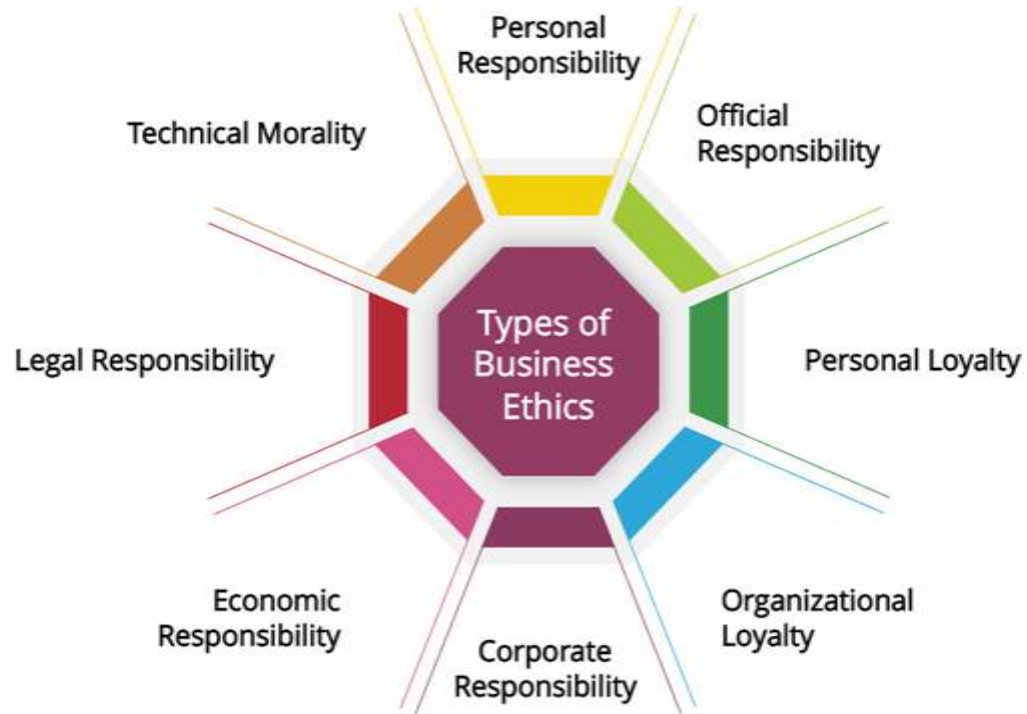 Personal
Responsibility
Official
Responsibility
Technical Morality
Types of
Business
Ethics
Legal Responsibility
Personal Loyalty
Economic
Responsibility
Organizational
Loyalty
Corporate
Responsibility